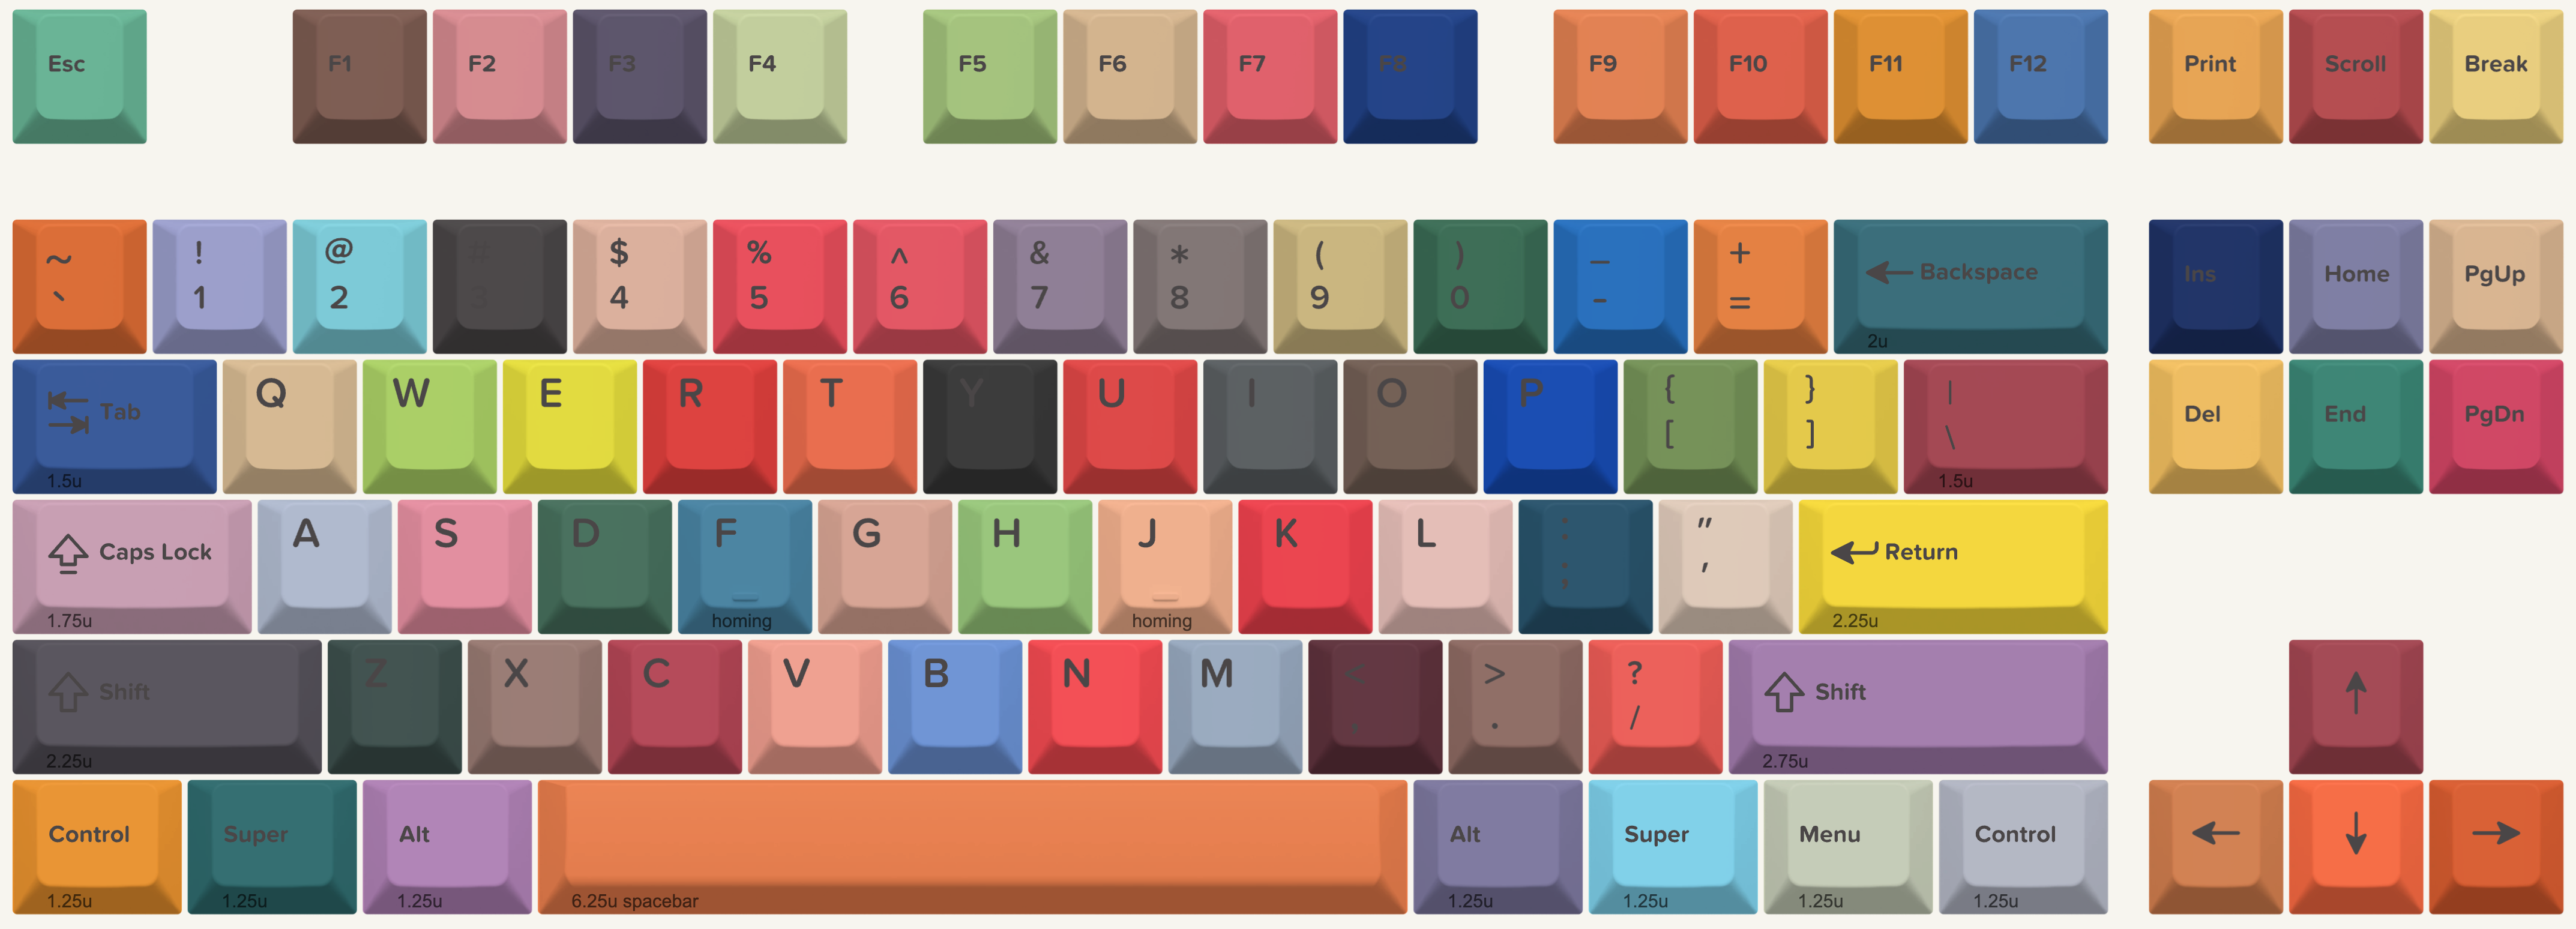 Esc F1 F2 F3 F4 F5 F6 F7 F8 F9 F10 F11 F12 Print Scroll Break
~ ! @ # $ % ^ & * ( ) _ + Backspace Ins Home PgUp
` 1 2 3 4 5 6 7 8 9 0 - =
2u
Tab Q W E R T Y U I O P { } | Del End PgDn
[ ] \
1.5u 1.5u
Caps Lock A S D F G H J K L : " Return
; '
1.75u homing homing 2.25u
Shift Z X C V B N M < > ? Shift
, . /
2.25u 2.75u
Control Super Alt Alt Super Menu Control
1.25u 1.25u 1.25u 6.25u spacebar 1.25u 1.25u 1.25u 1.25u